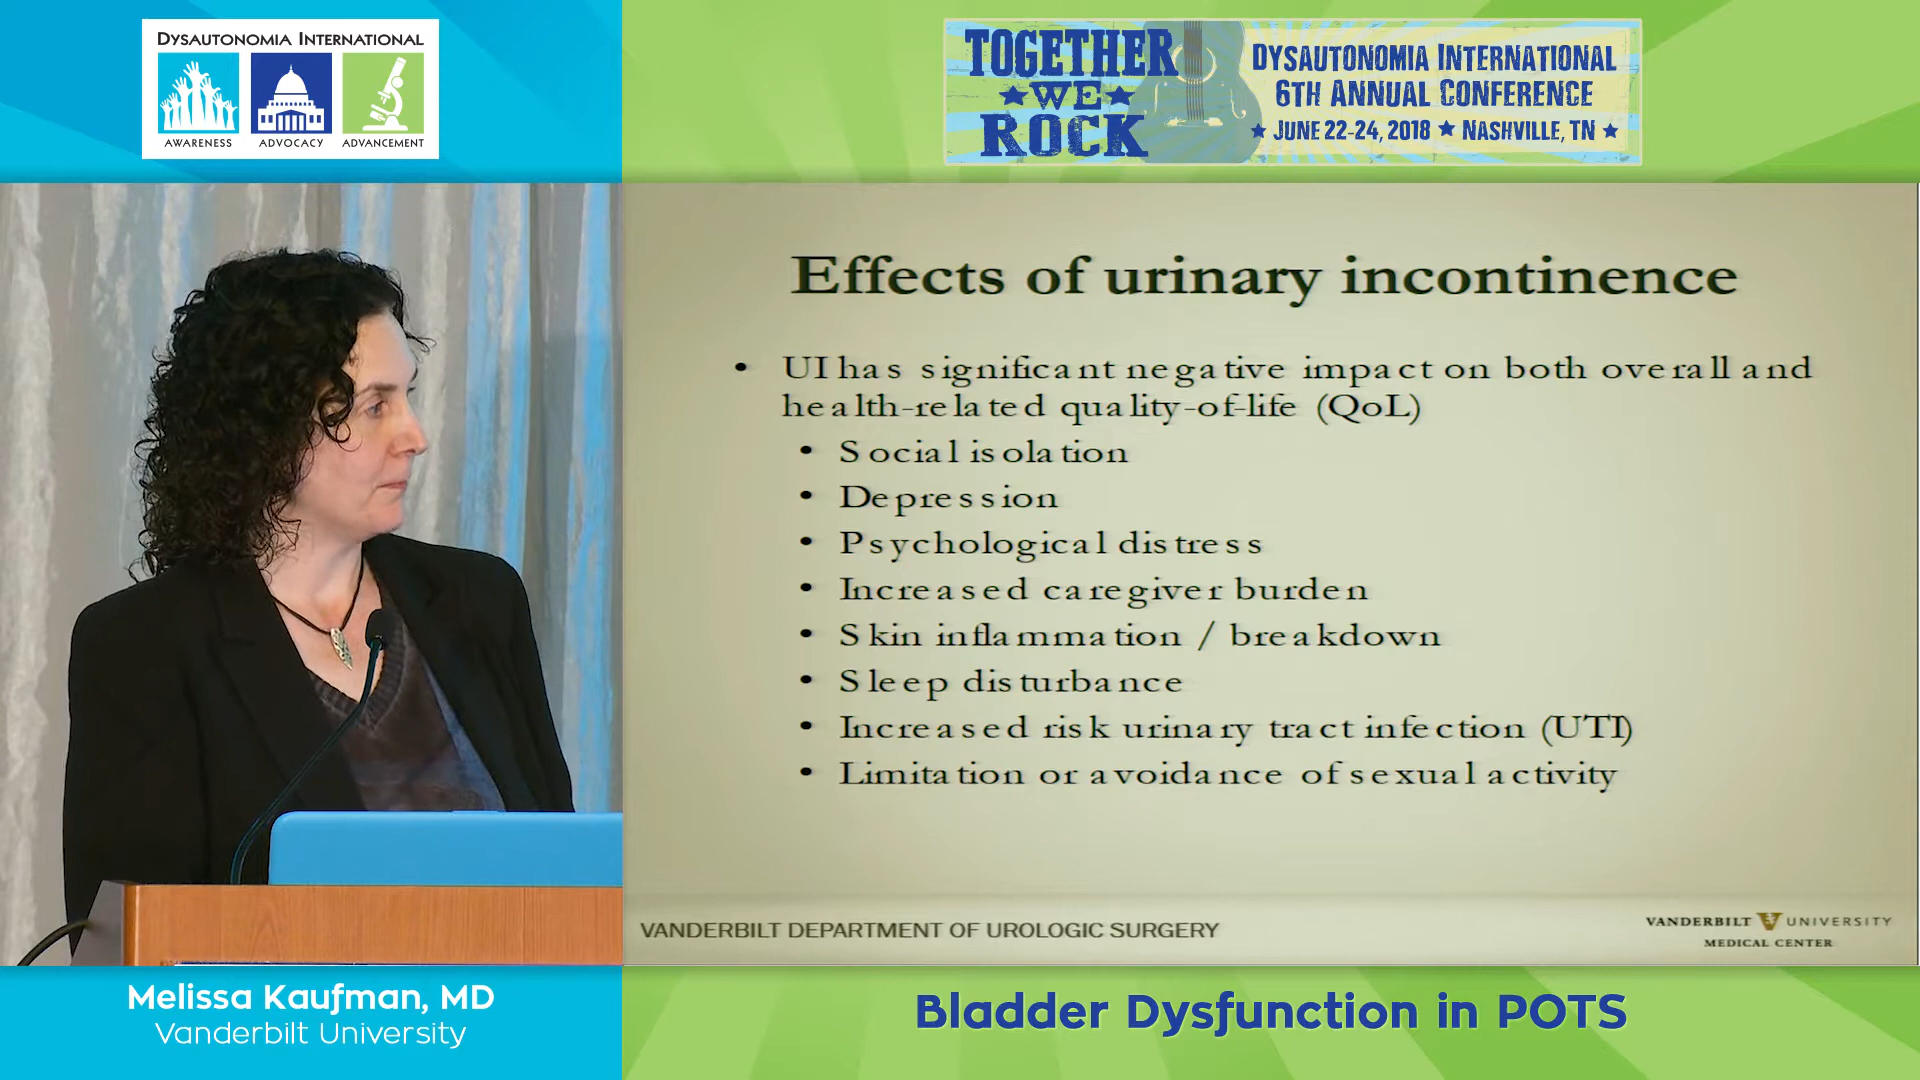 DYSAUTONOMIA INTERNATIONAL
AWARENESS ADVOCACY ADVANCEMENT
TOGETHER
WE
ROCK
DYSAUTONOMIA INTERNATIONAL
6TH ANNUAL CONFERENCE
JUNE 22-24, 2018 NASHVILLE, TN
Effects of urinary incontinence
• UI has significant negative impact on both overall and
health-related quality-of-life (QoL)
• Social isolation
• Depression
• Psychological distress
• Increased caregiver burden
• Skin inflammation / breakdown
• Sleep disturbance
• Increased risk urinary tract infection (UTI)
• Limitation or avoidance of sexual activity
VANDERBILT DEPARTMENT OF UROLOGIC SURGERY
VANDERBILT V UNIVERSITY
MEDICAL CENTER
Melissa Kaufman, MD
Vanderbilt University
Bladder Dysfunction in POTS